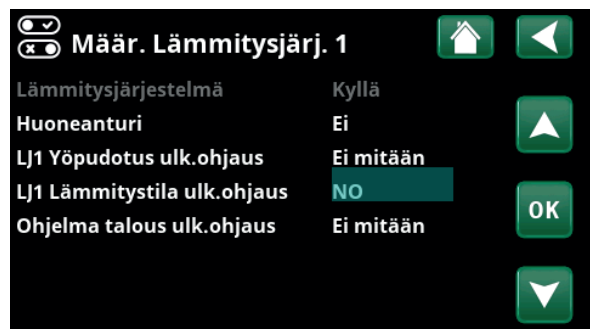 Määr. Lämmitysjärj. 1
Lämmitysjärjestelmä Kyllä
Huoneanturi Ei
LJ1 Yöpudotus ulk.ohjaus Ei mitään
LJ1 Lämmitystila ulk.ohjaus NO
OK
Ohjelma talous ulk.ohjaus Ei mitään